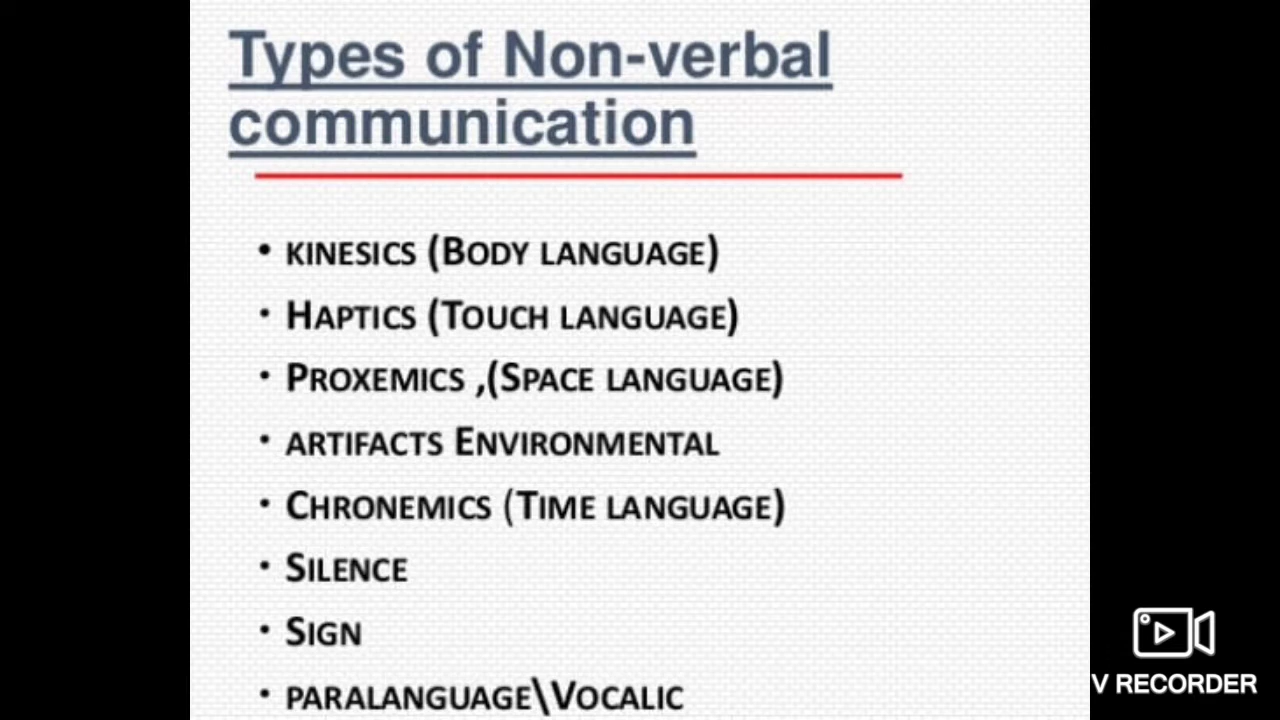 Types of Non-verbal
communication
• KINESICS (BODY LANGUAGE)
• HAPTICS (TOUCH LANGUAGE)
• PROXEMICS ,(SPACE LANGUAGE)
• ARTIFACTS ENVIRONMENTAL
• CHRONEMICS (TIME LANGUAGE)
• SILENCE
• SIGN
• PARALANGUAGE\VOCALIC
V RECORDER